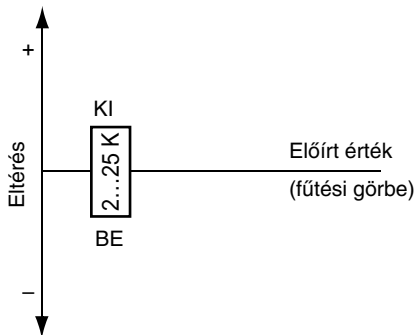 +
KI
Eltérés
2…25 K
Előírt érték
(fűtési görbe)
BE
–